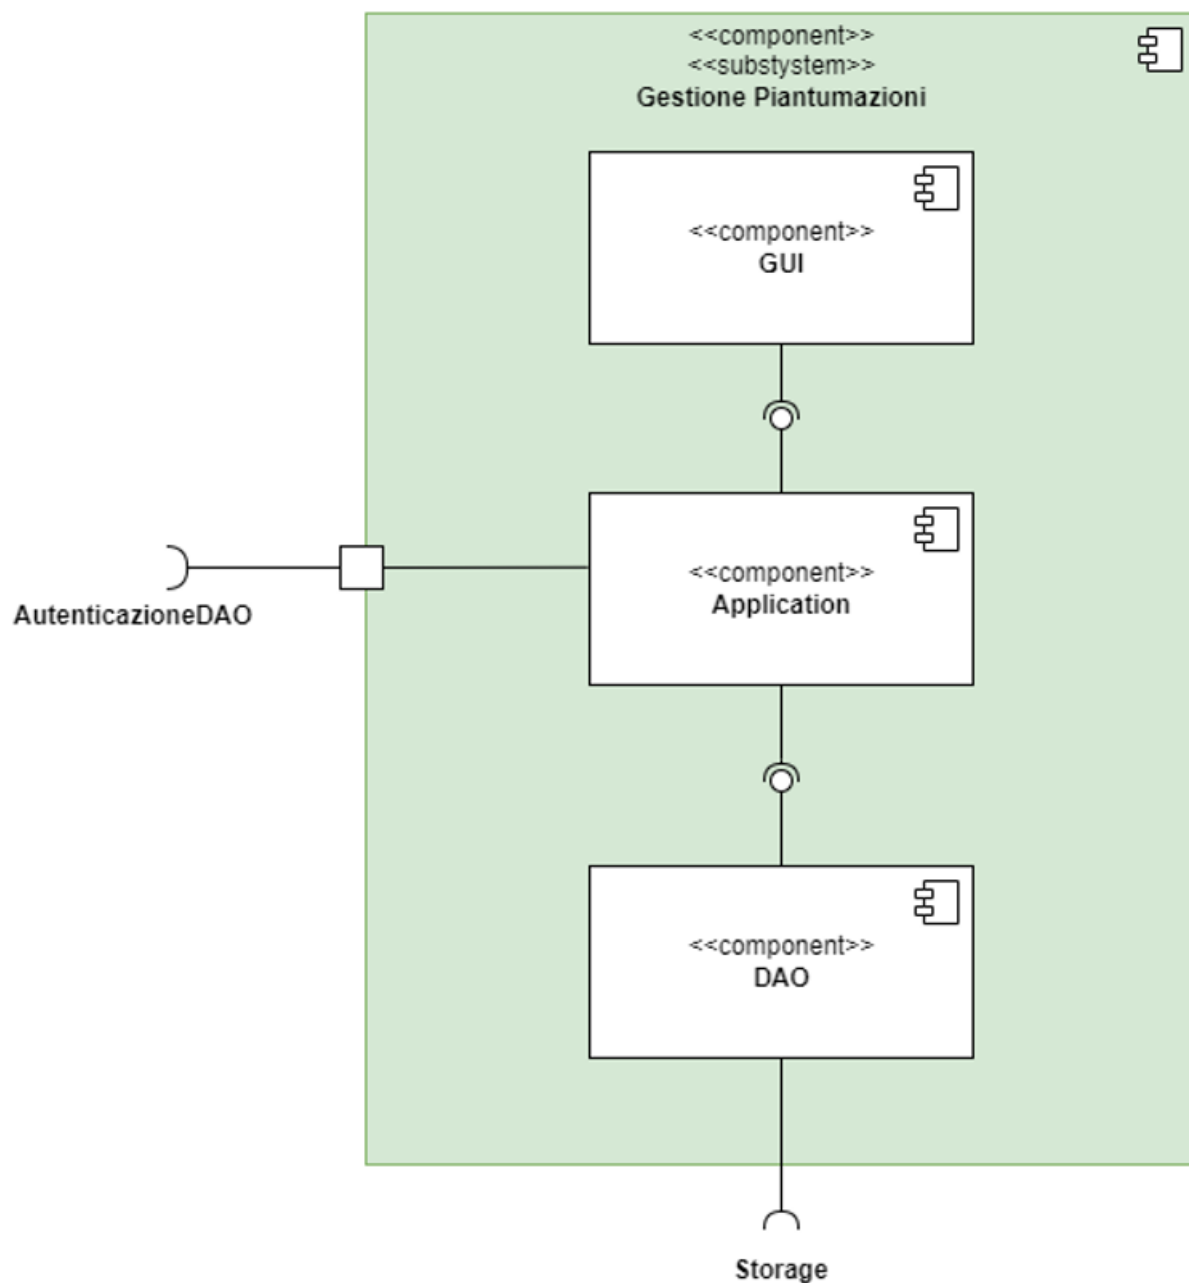 <<component>>
<<substystem>>
Gestione Piantumazioni
<<component>>
GUI
<<component>>
Application
AutenticazioneDAO
<<component>>
DAO
Storage